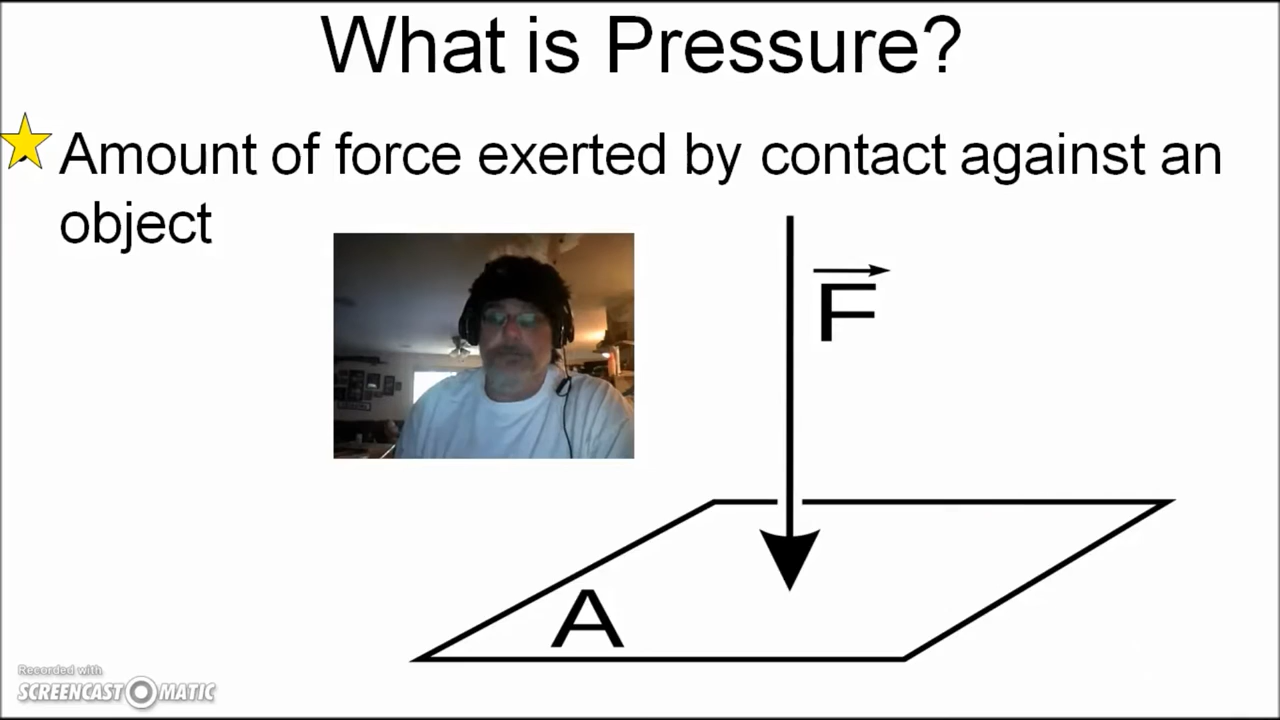 What is Pressure?
Amount of force exerted by contact against an
object
F
A
Recorded with
SCREENCAST MATIC